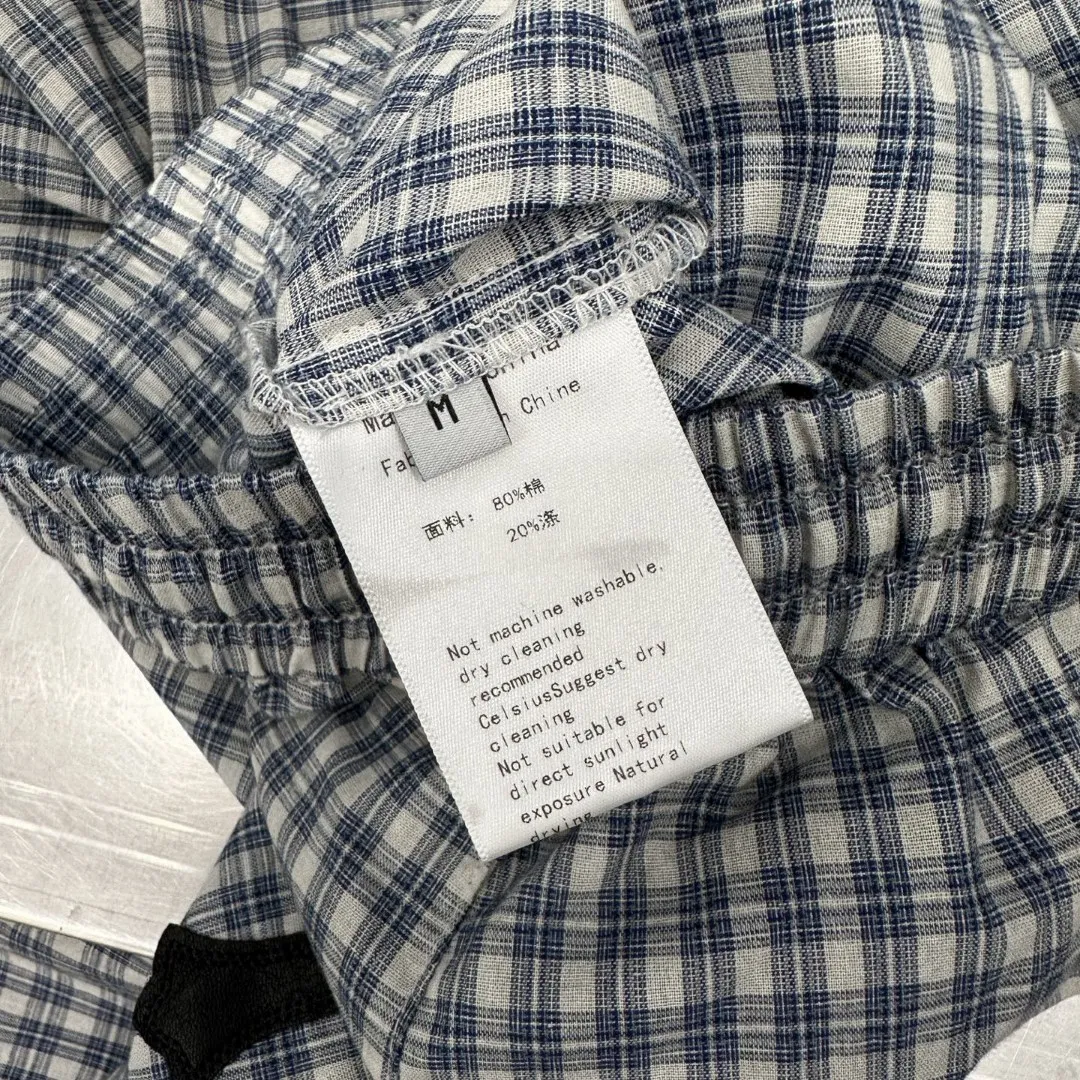 M
Chine
面料: 80%棉
20%涤
Not machine washable,
dry cleaning
recommended
CelsiusSuggest dry
cleaning
Not suitable for
direct sunlight
exposure Natural
drying